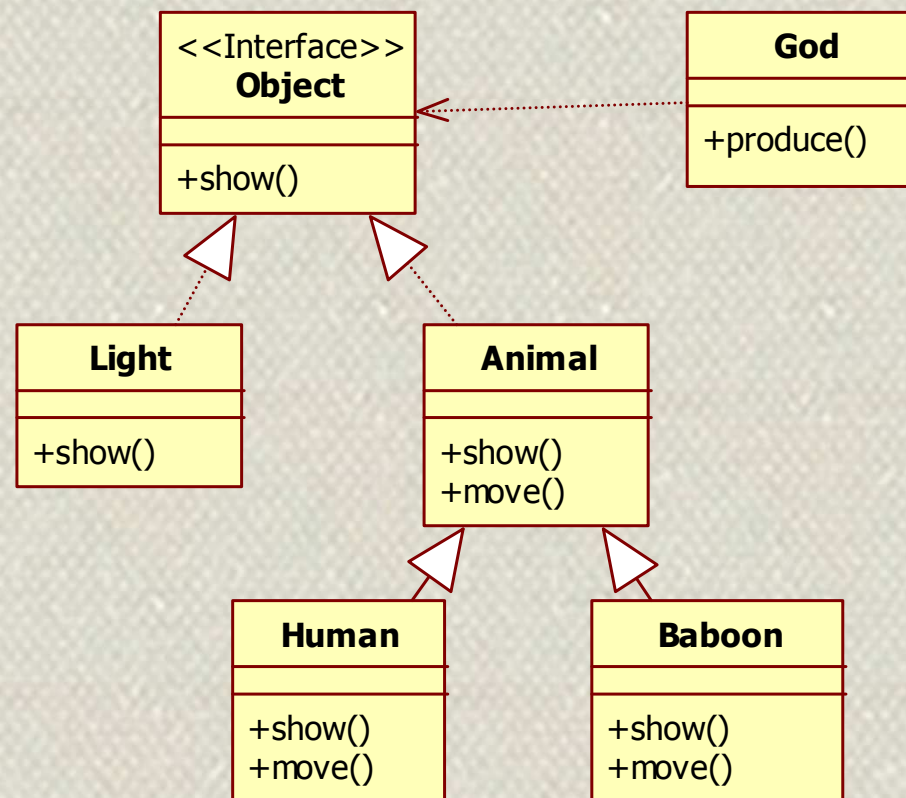 <<Interface>>
Object
+show()
God
+produce()
Light
+show()
Animal
+show()
+move()
Human
+show()
+move()
Baboon
+show()
+move()